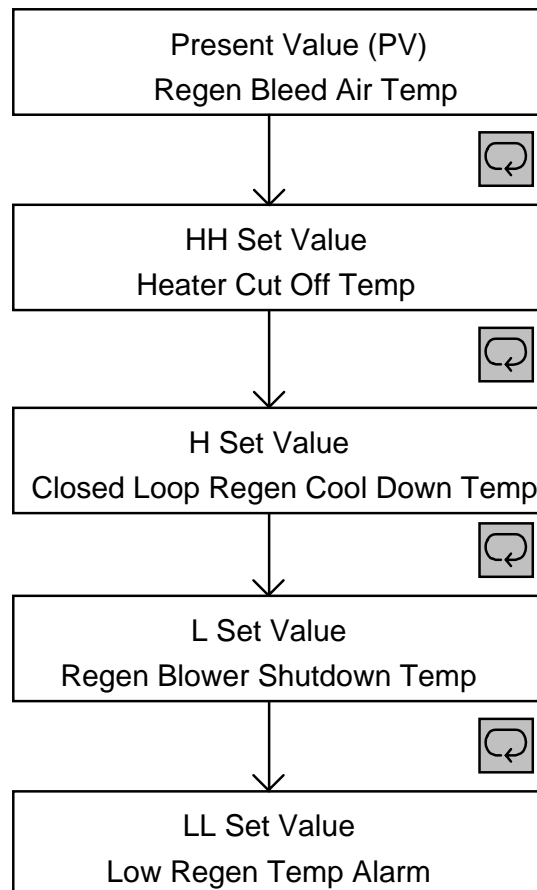 Present Value (PV)
Regen Bleed Air Temp
HH Set Value
Heater Cut Off Temp
H Set Value
Closed Loop Regen Cool Down Temp
L Set Value
Regen Blower Shutdown Temp
LL Set Value
Low Regen Temp Alarm